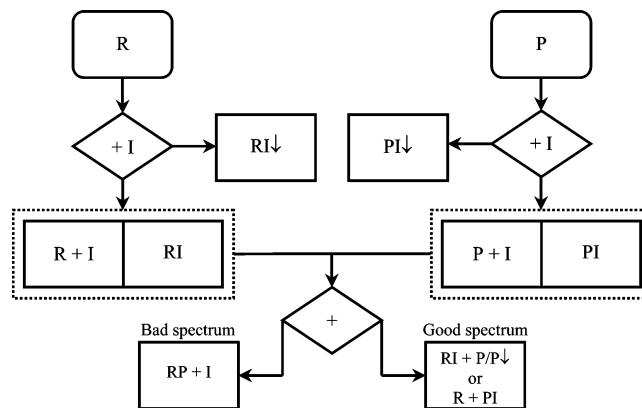 R
P
+ I
RI↓
PI↓
+ I
R + I
RI
P + I
PI
+
Bad spectrum
Good spectrum
RP + I
RI + P/P↓
or
R + PI